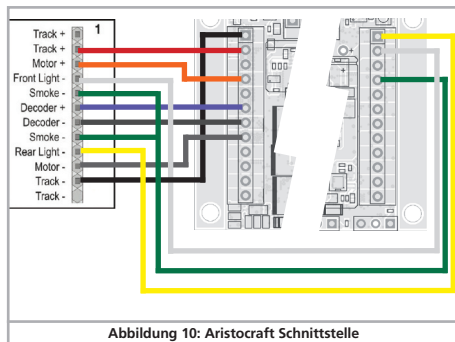 1
Track +
Track +
Motor +
Front Light -
Smoke -
Decoder +
Decoder -
Smoke -
Rear Light -
Motor -
Track -
Track -
Abbildung 10: Aristocraft Schnittstelle